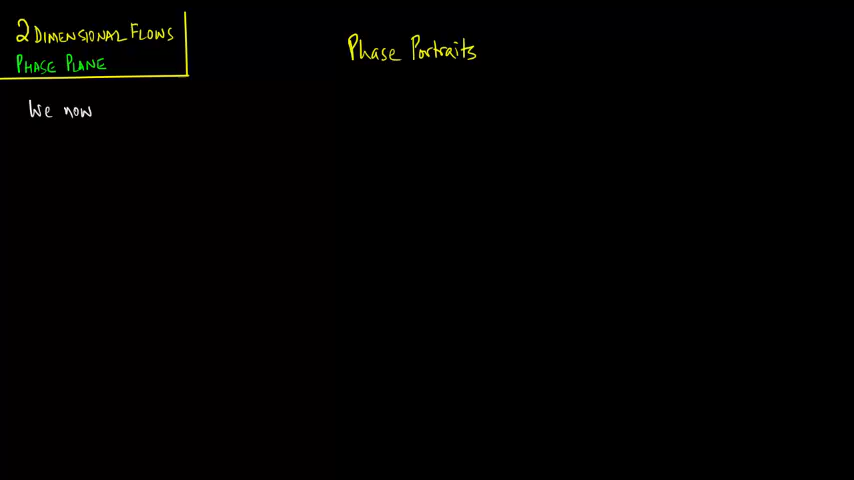 2 DIMENSIONAL FLOWS
PHASE PLANE
Phase Portraits
We now